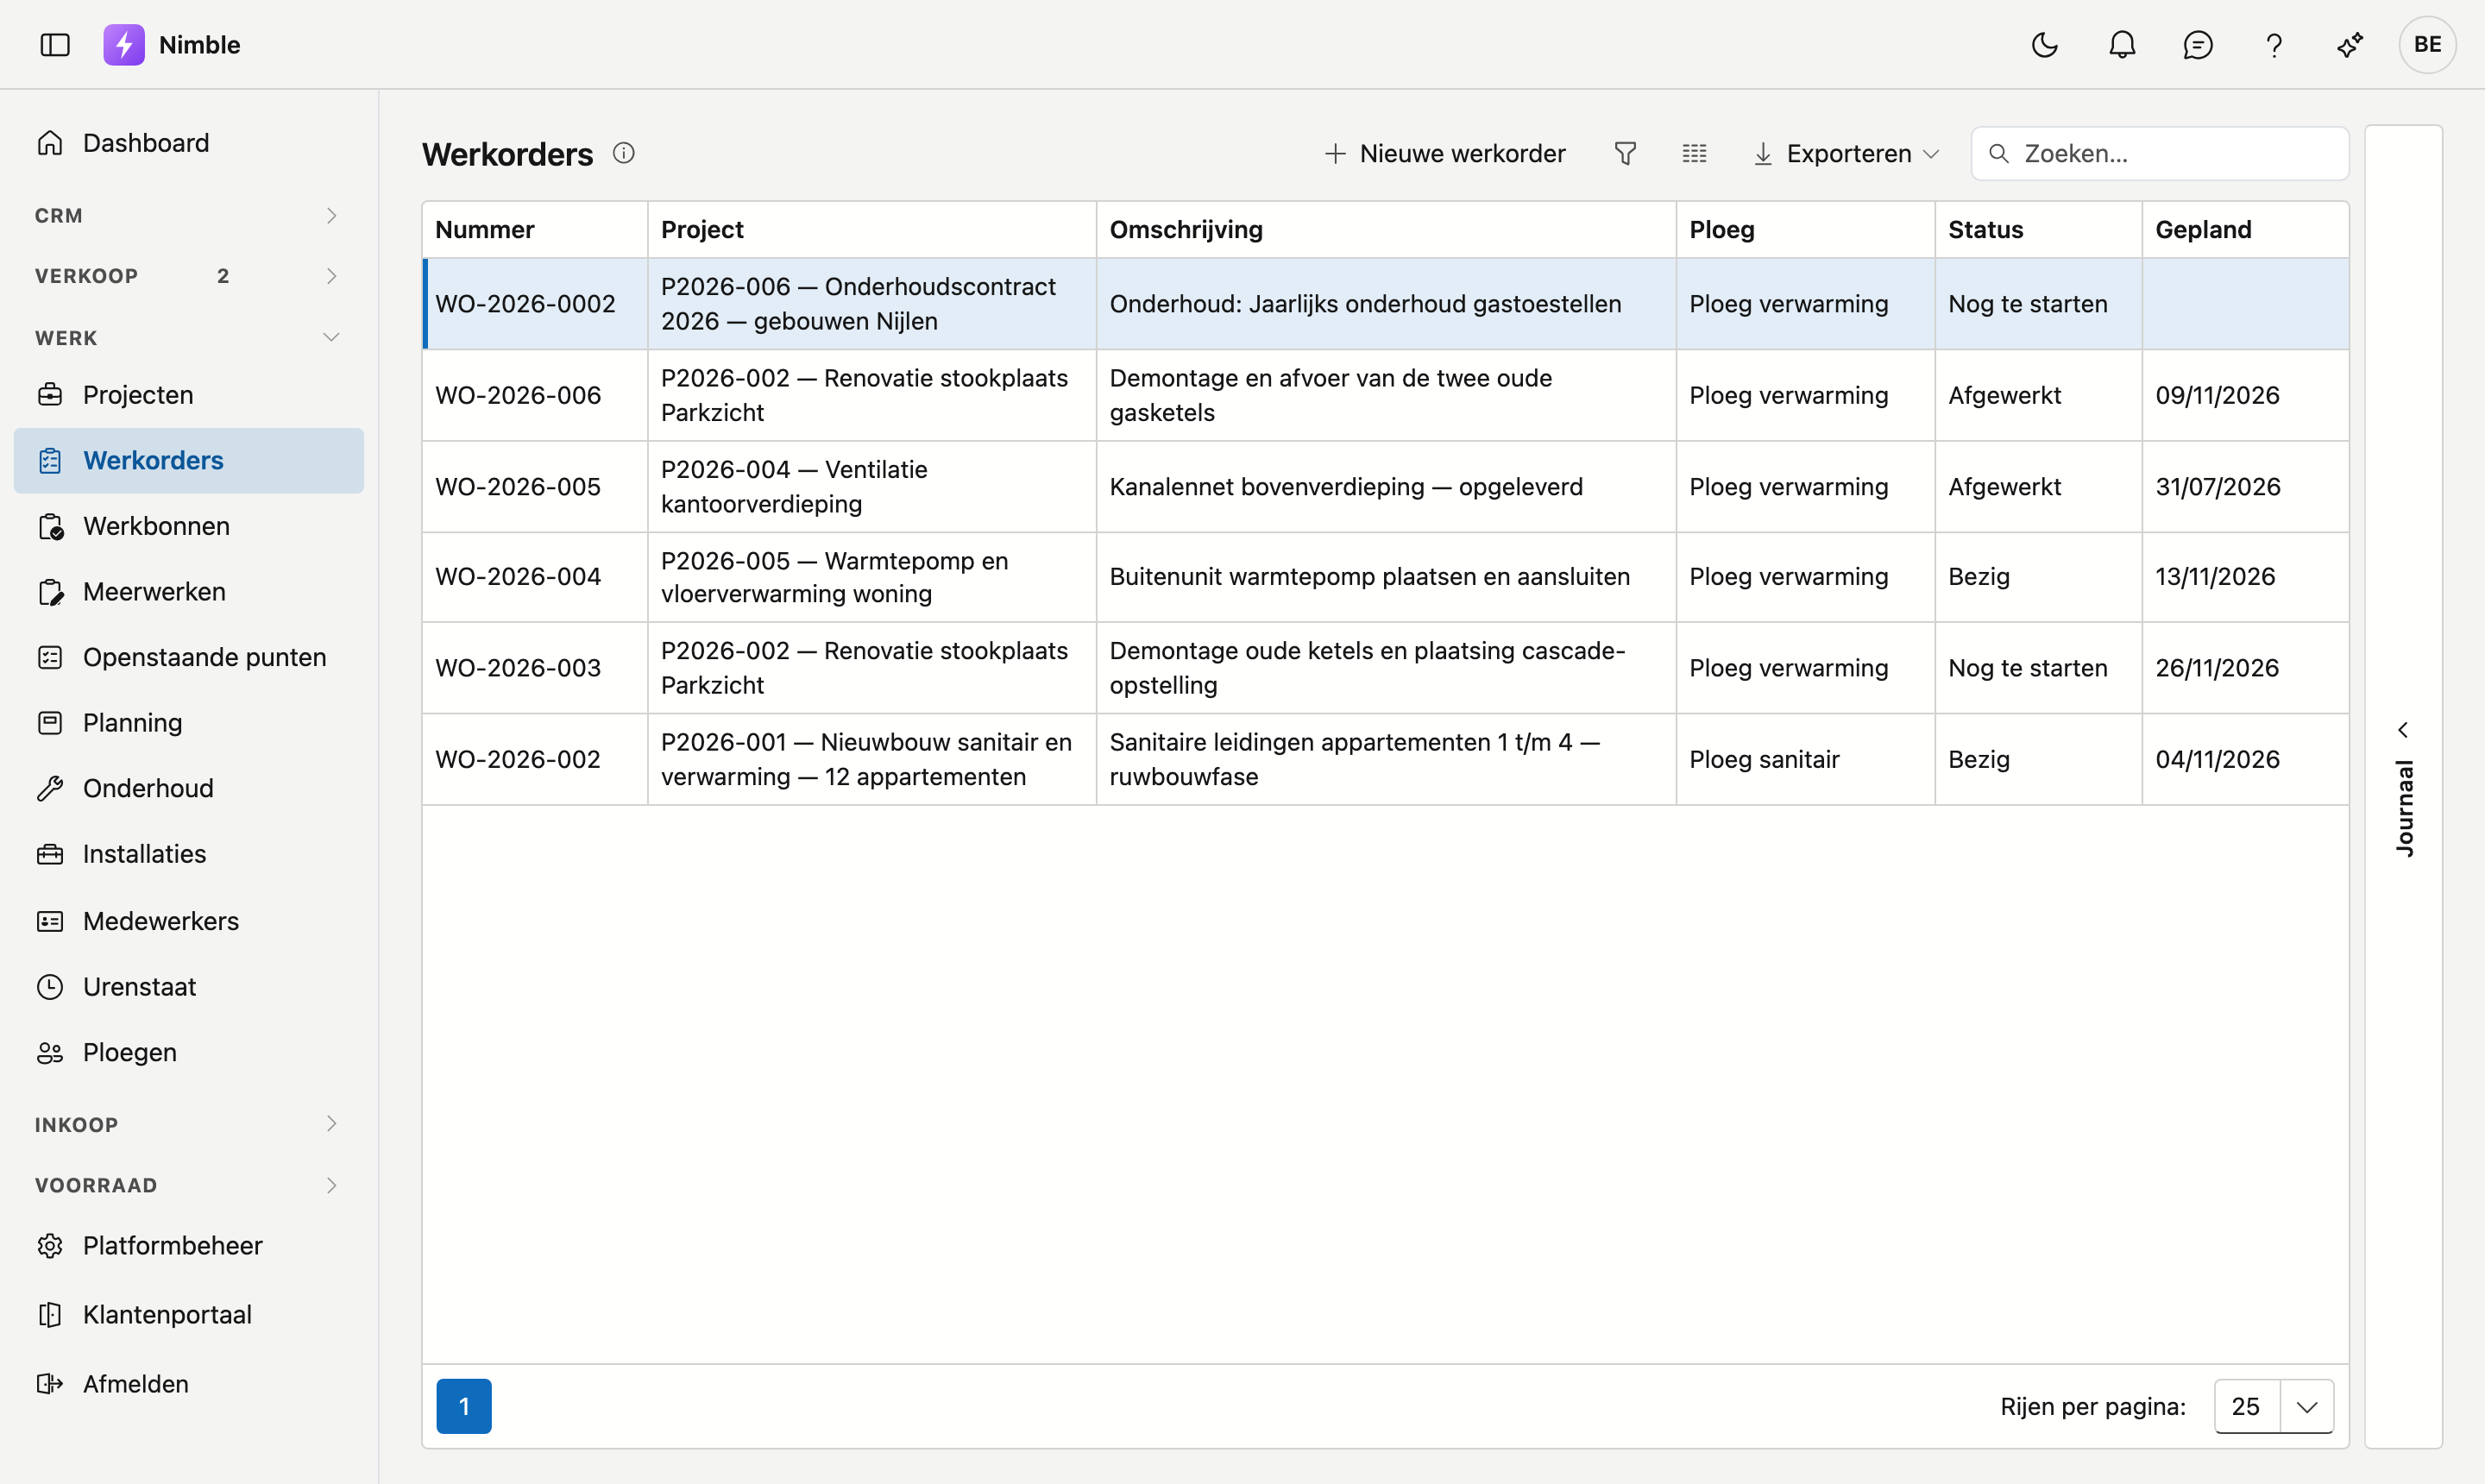 Nimble
BE
Dashboard
CRM
VERKOOP 2
WERK
Projecten
Werkorders
Werkbonnen
Meerwerken
Openstaande punten
Planning
Onderhoud
Installaties
Medewerkers
Urenstaat
Ploegen
INKOOP
VOORRAAD
Platformbeheer
Klantenportaal
Afmelden
Werkorders
Nieuwe werkorder
Exporteren
Zoeken...
Nummer Project Omschrijving Ploeg Status Gepland
WO-2026-0002 P2026-006 — Onderhoudscontract 2026 — gebouwen Nijlen Onderhoud: Jaarlijks onderhoud gastoestellen Ploeg verwarming Nog te starten
WO-2026-006 P2026-002 — Renovatie stookplaats Parkzicht Demontage en afvoer van de twee oude gasketels Ploeg verwarming Afgewerkt 09/11/2026
WO-2026-005 P2026-004 — Ventilatie kantoorverdieping Kanalennet bovenverdieping — opgeleverd Ploeg verwarming Afgewerkt 31/07/2026
WO-2026-004 P2026-005 — Warmtepomp en vloerverwarming woning Buitenunit warmtepomp plaatsen en aansluiten Ploeg verwarming Bezig 13/11/2026
WO-2026-003 P2026-002 — Renovatie stookplaats Parkzicht Demontage oude ketels en plaatsing cascade-opstelling Ploeg verwarming Nog te starten 26/11/2026
WO-2026-002 P2026-001 — Nieuwbouw sanitair en verwarming — 12 appartementen Sanitaire leidingen appartementen 1 t/m 4 — ruwbouwfase Ploeg sanitair Bezig 04/11/2026
1
Rijen per pagina: 25
Journaal